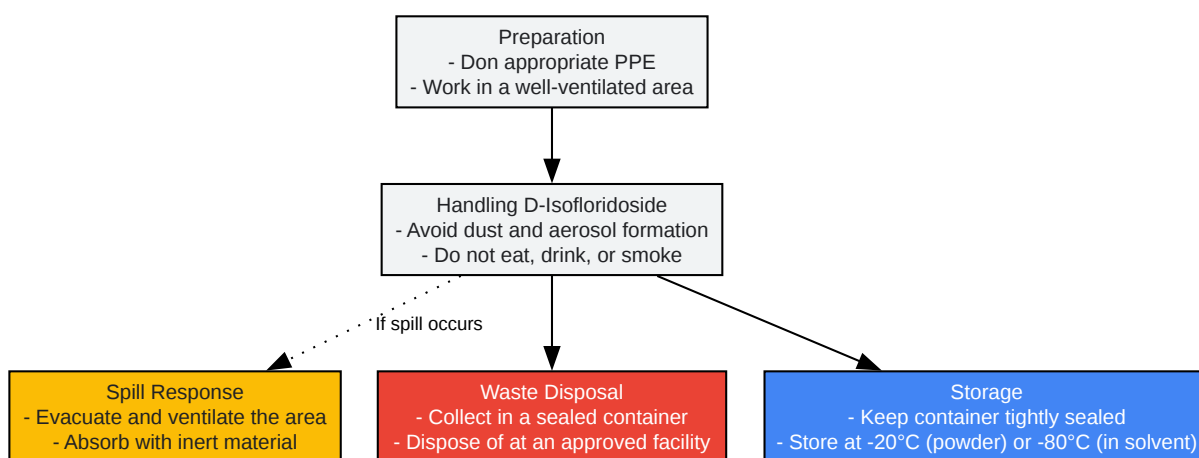 Preparation
- Don appropriate PPE
- Work in a well-ventilated area
Handling D-Isofloridoside
- Avoid dust and aerosol formation
- Do not eat, drink, or smoke
If spill occurs
Spill Response
- Evacuate and ventilate the area
- Absorb with inert material
Waste Disposal
- Collect in a sealed container
- Dispose of at an approved facility
Storage
- Keep container tightly sealed
- Store at -20°C (powder) or -80°C (in solvent)